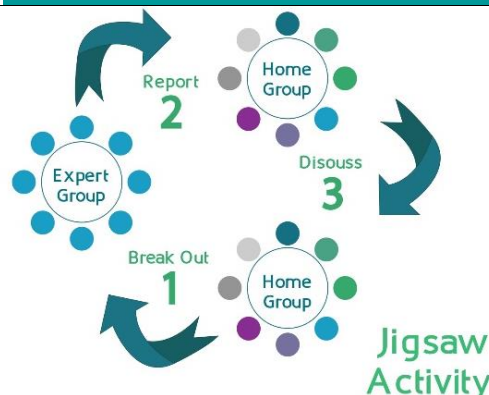 Report
2
Home
Group
Expert
Group
Disouss
3
Break Out
1
Home
Group
Jigsaw
Activity